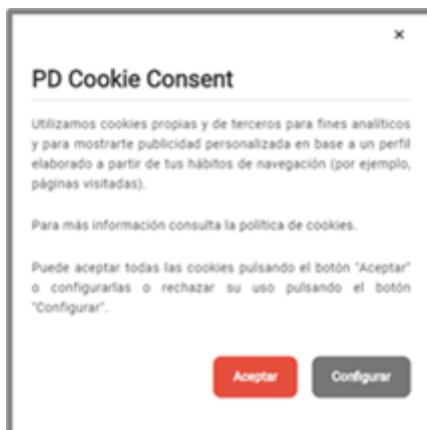 ×
PD Cookie Consent
Utilizamos cookies propias y de terceros para fines analíticos
y para mostrarte publicidad personalizada en base a un perfil
elaborado a partir de tus hábitos de navegación (por ejemplo,
páginas visitadas).
Para más información consulta la política de cookies.
Puede aceptar todas las cookies pulsando el botón "Aceptar"
o configurarlas o rechazar su uso pulsando el botón
"Configurar".
Aceptar Configurar